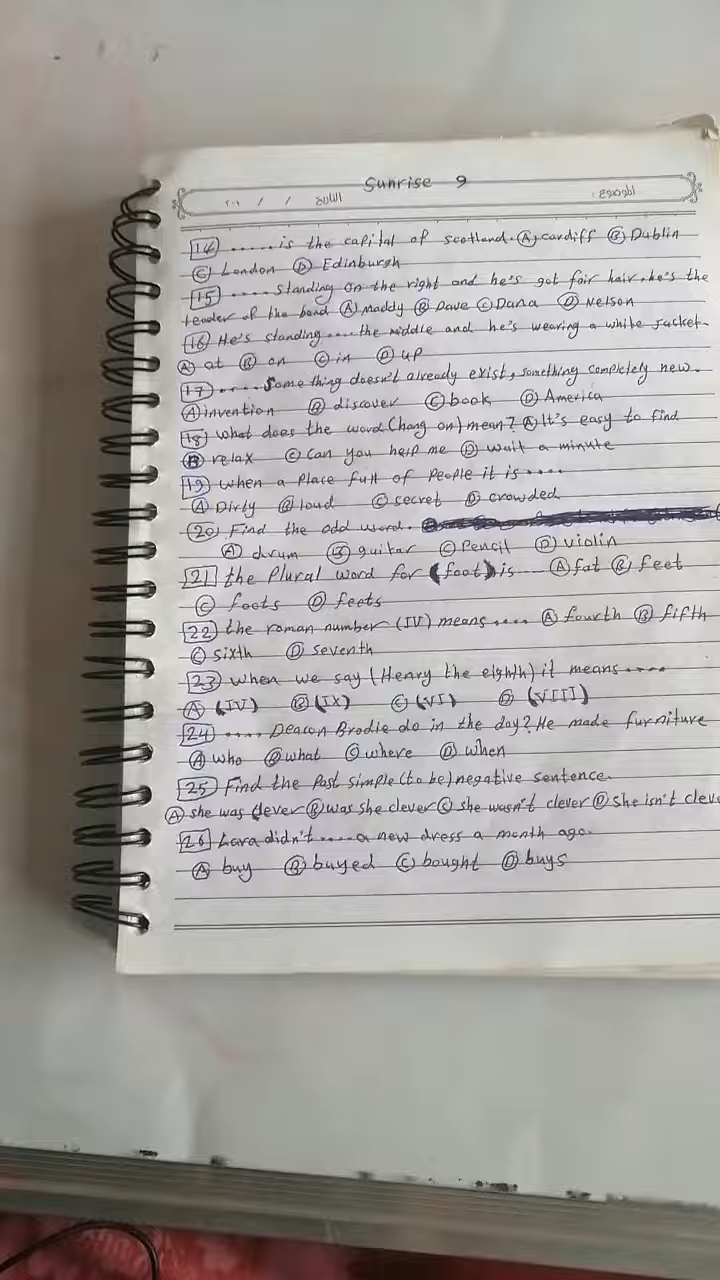 Sunrise 9
الموضوع : التاريخ / / ٢٠١
14 ...... is the capital of scotland. Ⓐ cardiff Ⓑ Dublin
Ⓒ London Ⓓ Edinburgh
15 .... standing on the right and he's got fair hair. he's the
leader of the band Ⓐ Maddy Ⓑ Dave Ⓒ Dana Ⓓ Nelson
16 He's standing .... the middle and he's wearing a white jacket.
Ⓐ at Ⓑ on Ⓒ in Ⓓ up
17 ..... Something doesn't already exist, something completely new.
Ⓐ invention Ⓑ discover Ⓒ book Ⓓ America
18 what does the word (hang on) mean? Ⓐ It's easy to find
Ⓑ relax Ⓒ can you help me Ⓓ wait a minute
19 when a place full of people it is ....
Ⓐ Dirty Ⓑ loud Ⓒ secret Ⓓ crowded
20 Find the odd word.
Ⓐ drum Ⓑ guitar Ⓒ Pencil Ⓓ violin
21 the Plural word for (foot) is ... Ⓐ fat Ⓑ feet
Ⓒ foots Ⓓ feets
22 the roman number (IV) means .... Ⓐ fourth Ⓑ fifth
Ⓒ sixth Ⓓ seventh
23 when we say (Henry the eighth) it means ....
Ⓐ (IV) Ⓑ (IX) Ⓒ (VI) Ⓓ (VIII)
24 .... Deacon Brodie do in the day? He made furniture
Ⓐ who Ⓑ what Ⓒ where Ⓓ when
25 Find the Past simple (to be) negative sentence.
Ⓐ she was clever Ⓑ was she clever Ⓒ she wasn't clever Ⓓ she isn't cleve
26 Lara didn't .... a new dress a month ago.
Ⓐ buy Ⓑ buyed Ⓒ bought Ⓓ buys